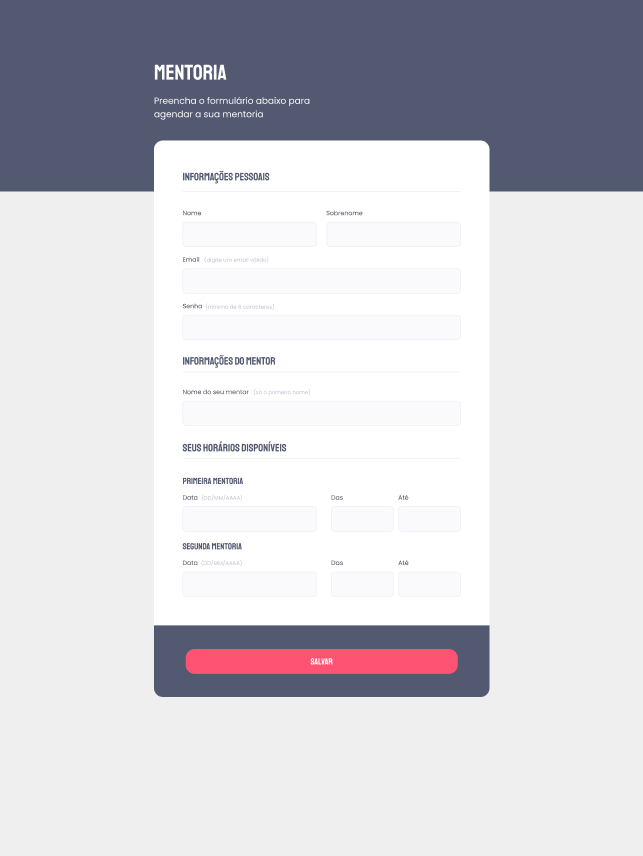 MENTORIA
Preencha o formulário abaixo para
agendar a sua mentoria
INFORMAÇÕES PESSOAIS
Nome Sobrenome
Email (digite um email válido)
Senha (mínimo de 6 caracteres)
INFORMAÇÕES DO MENTOR
Nome do seu mentor (só o primeiro nome)
SEUS HORÁRIOS DISPONÍVEIS
PRIMEIRA MENTORIA
Data (DD/MM/AAAA) Das Até
SEGUNDA MENTORIA
Data (DD/MM/AAAA) Das Até
SALVAR